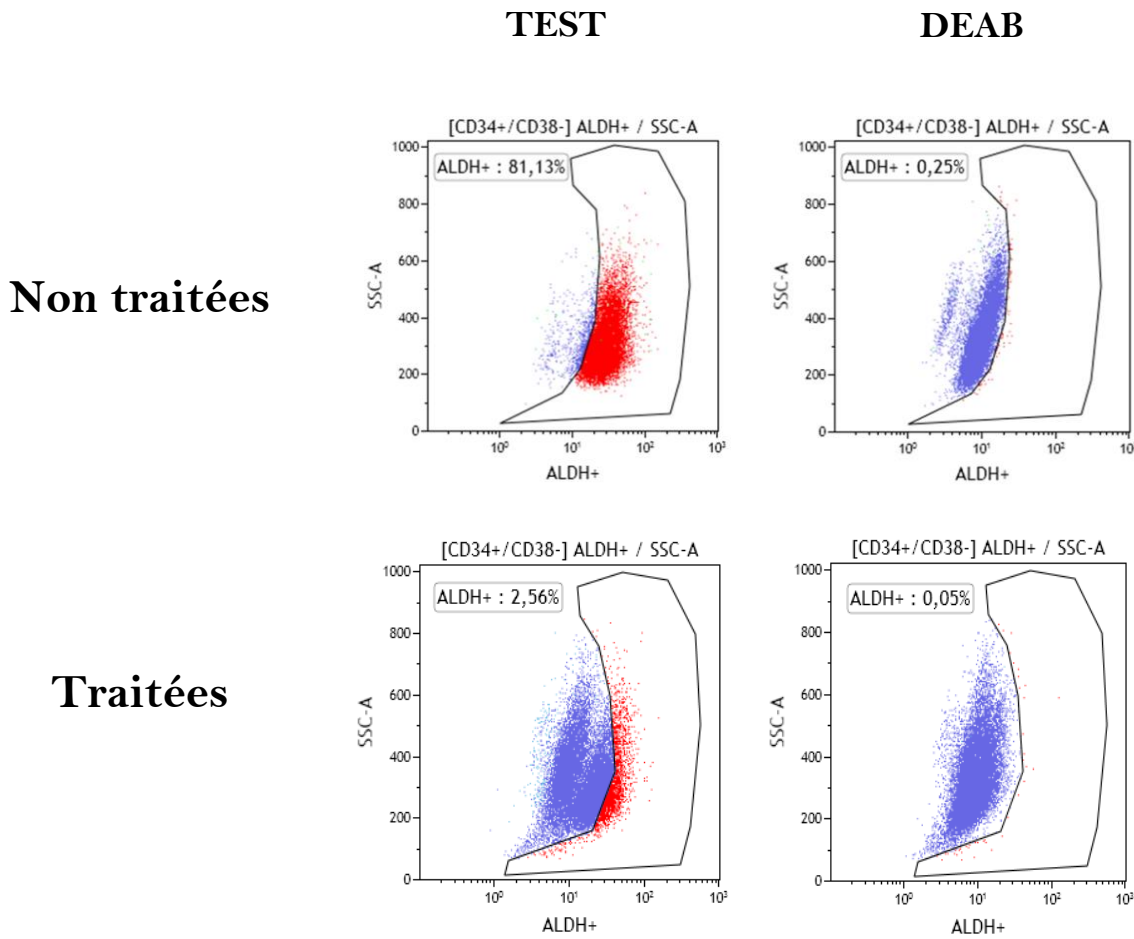 TEST DEAB
[CD34+/CD38-] ALDH+ / SSC-A [CD34+/CD38-] ALDH+ / SSC-A
1000 1000
ALDH+ : 81,13% ALDH+ : 0,25%
800 800
600 600
Non traitées SSC-A SSC-A
400 400
200 200
0 0
10⁰ 10¹ 10² 10³ 10⁰ 10¹ 10² 10
ALDH+ ALDH+
[CD34+/CD38-] ALDH+ / SSC-A [CD34+/CD38-] ALDH+ / SSC-A
1000 1000
ALDH+ : 2,56% ALDH+ : 0,05%
800 800
600 600
Traitées SSC-A SSC-A
400 400
200 200
0 0
10⁰ 10¹ 10² 10³ 10⁰ 10¹ 10² 10³
ALDH+ ALDH+